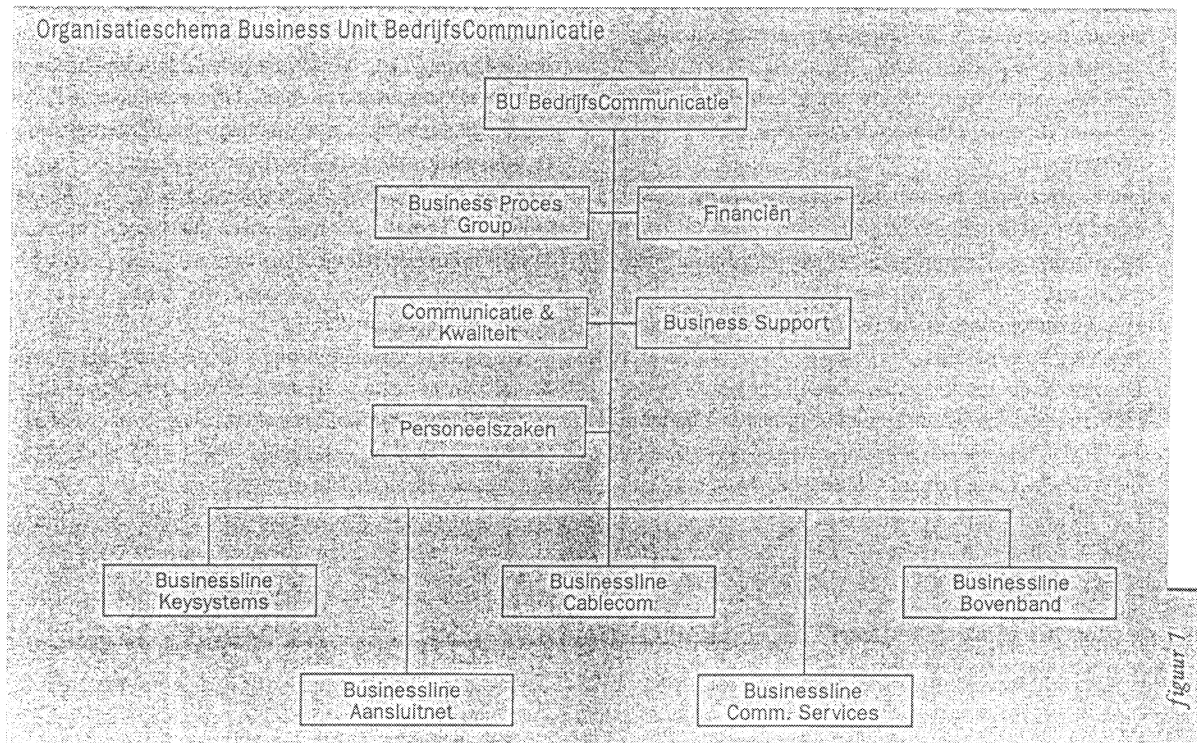 Organisatieschema Business Unit BedrijfsCommunicatie
BU BedrijfsCommunicatie
Business Proces
Group
Financiën
Communicatie &
Kwaliteit
Business Support
Personeelszaken
Businessline
Keysystems
Businessline
Cablecom
Businessline
Bovenband
Businessline
Aansluitnet
Businessline
Comm. Services
figuur 1